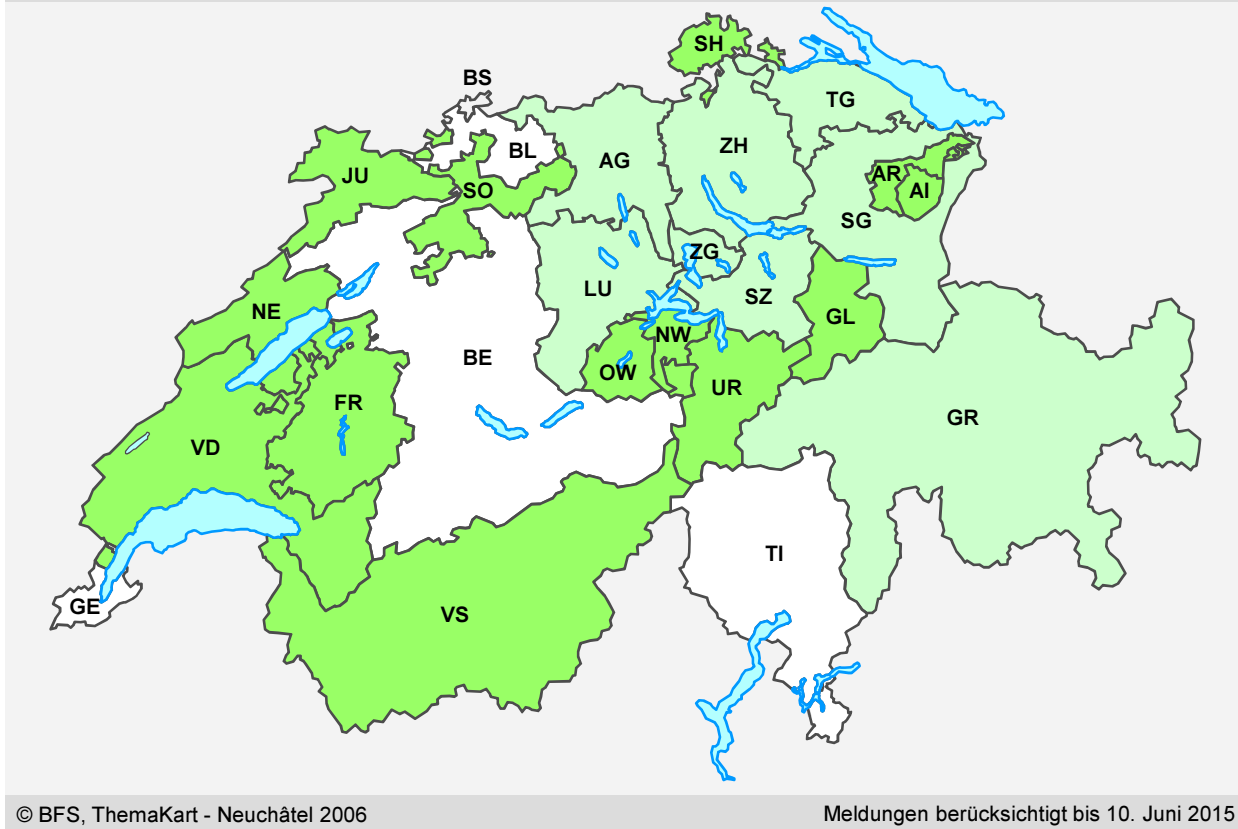 SH
BS
TG
ZH
BL
AG
JU
AR
SO
AI
SG
ZG
LU
SZ
NE
GL
NW
BE
OW
UR
FR
GR
VD
TI
GE
VS
© BFS, ThemaKart - Neuchâtel 2006
Meldungen berücksichtigt bis 10. Juni 2015